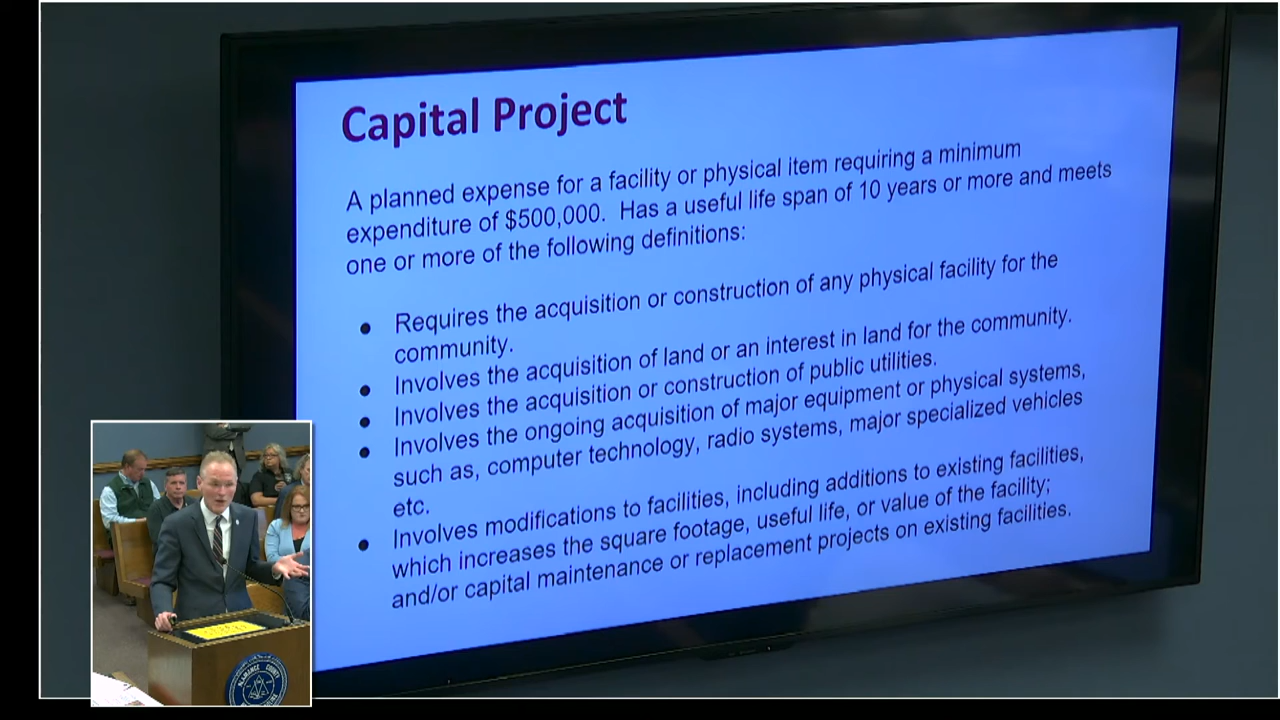 Capital Project
A planned expense for a facility or physical item requiring a minimum
expenditure of $500,000. Has a useful life span of 10 years or more and meets
one or more of the following definitions:
● Requires the acquisition or construction of any physical facility for the
community.
● Involves the acquisition of land or an interest in land for the community.
● Involves the acquisition or construction of public utilities.
● Involves the ongoing acquisition of major equipment or physical systems,
such as, computer technology, radio systems, major specialized vehicles
etc.
● Involves modifications to facilities, including additions to existing facilities,
which increases the square footage, useful life, or value of the facility;
and/or capital maintenance or replacement projects on existing facilities.
ALAMANCE COUNTY